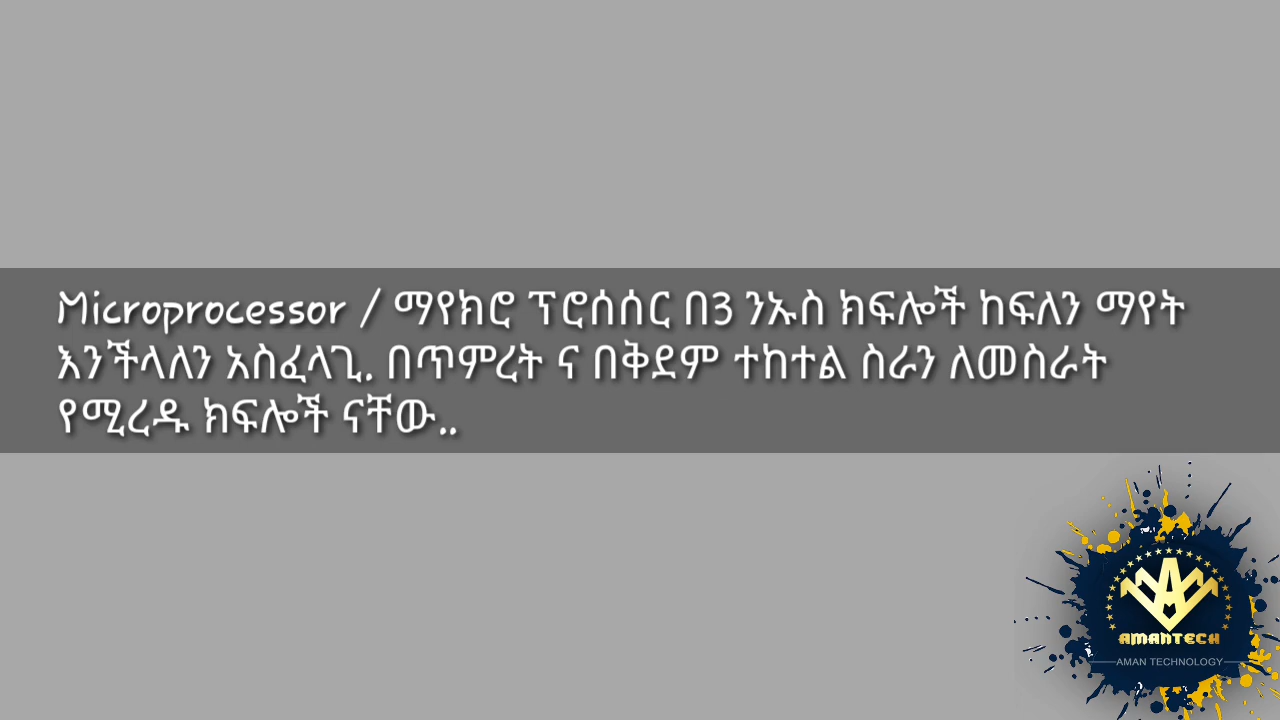 Microprocessor / ማየክሮ ፕሮሰሰር በ3 ንኡስ ክፍሎች ከፍለን ማየት
እንችላለን አስፈላጊ. በጥምረት ና በቅደም ተከተል ስራን ለመስራት
የሚረዱ ክፍሎች ናቸው..
AMANTECH
AMAN TECHNOLOGY